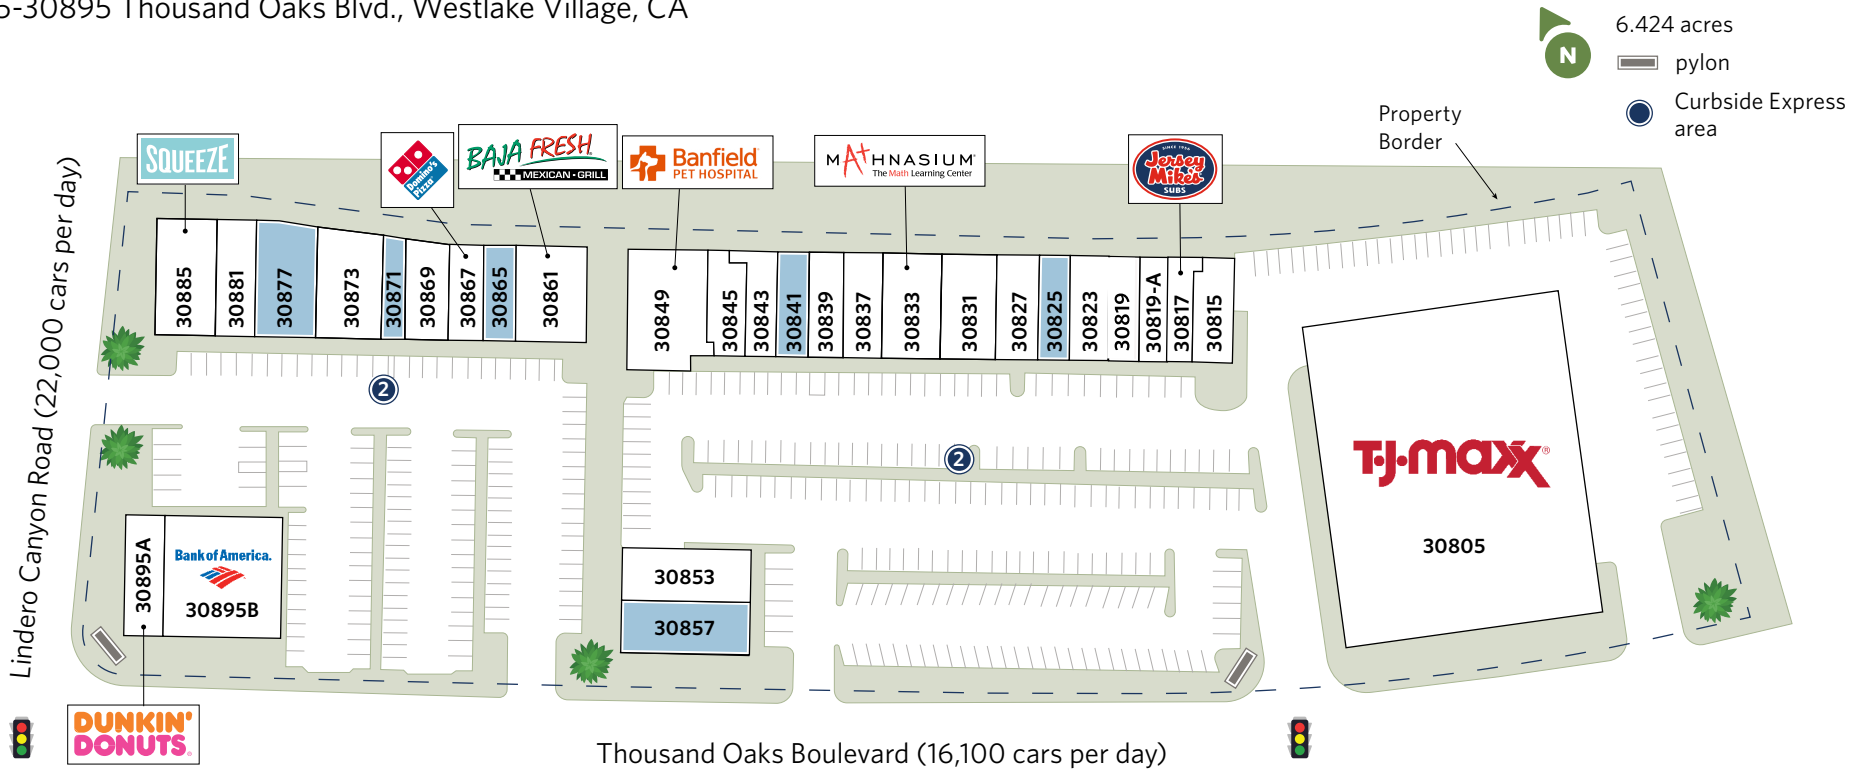 5-30895 Thousand Oaks Blvd., Westlake Village, CA
N
6.424 acres
pylon
Curbside Express
area
Property
Border
SQUEEZE
Domino's
Pizza
BAJA FRESH
MEXICAN • GRILL
Banfield
PET HOSPITAL
MATHNASIUM®
The Math Learning Center
SINCE 1956
Jersey
Mike's
SUBS
Lindero Canyon Road (22,000 cars per day)
30885
30881
30877
30873
30871
30869
30867
30865
30861
30849
30845
30843
30841
30839
30837
30833
30831
30827
30825
30823
30819
30819-A
30817
30815
2
2
T•J•maxx®
30805
30895A
Bank of America.
30895B
30853
30857
DUNKIN'
DONUTS
Thousand Oaks Boulevard (16,100 cars per day)